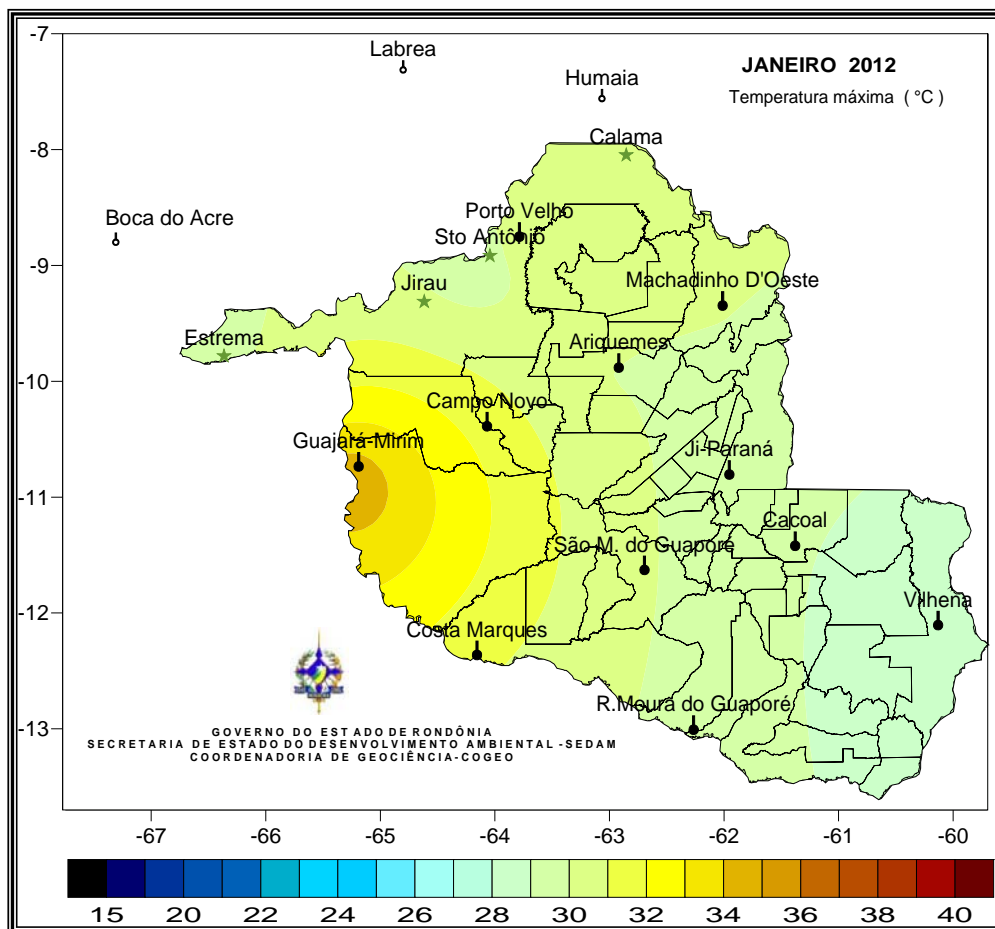 JANEIRO 2012
Temperatura máxima ( °C )
Labrea
Humaia
Calama
Boca do Acre
Porto Velho
Sto Antônio
Jirau
Machadinho D'Oeste
Estrema
Ariquemes
Campo Novo
Guajará-Mirim
Ji-Paraná
Cacoal
São M. do Guaporé
Vilhena
Costa Marques
R.Moura do Guaporé
GOVERNO DO ESTADO DE RONDÔNIA
SECRETARIA DE ESTADO DO DESENVOLVIMENTO AMBIENTAL -SEDAM
COORDENADORIA DE GEOCIÊNCIA-COGEO
-7
-8
-9
-10
-11
-12
-13
-67 -66 -65 -64 -63 -62 -61 -60
15 20 22 24 26 28 30 32 34 36 38 40